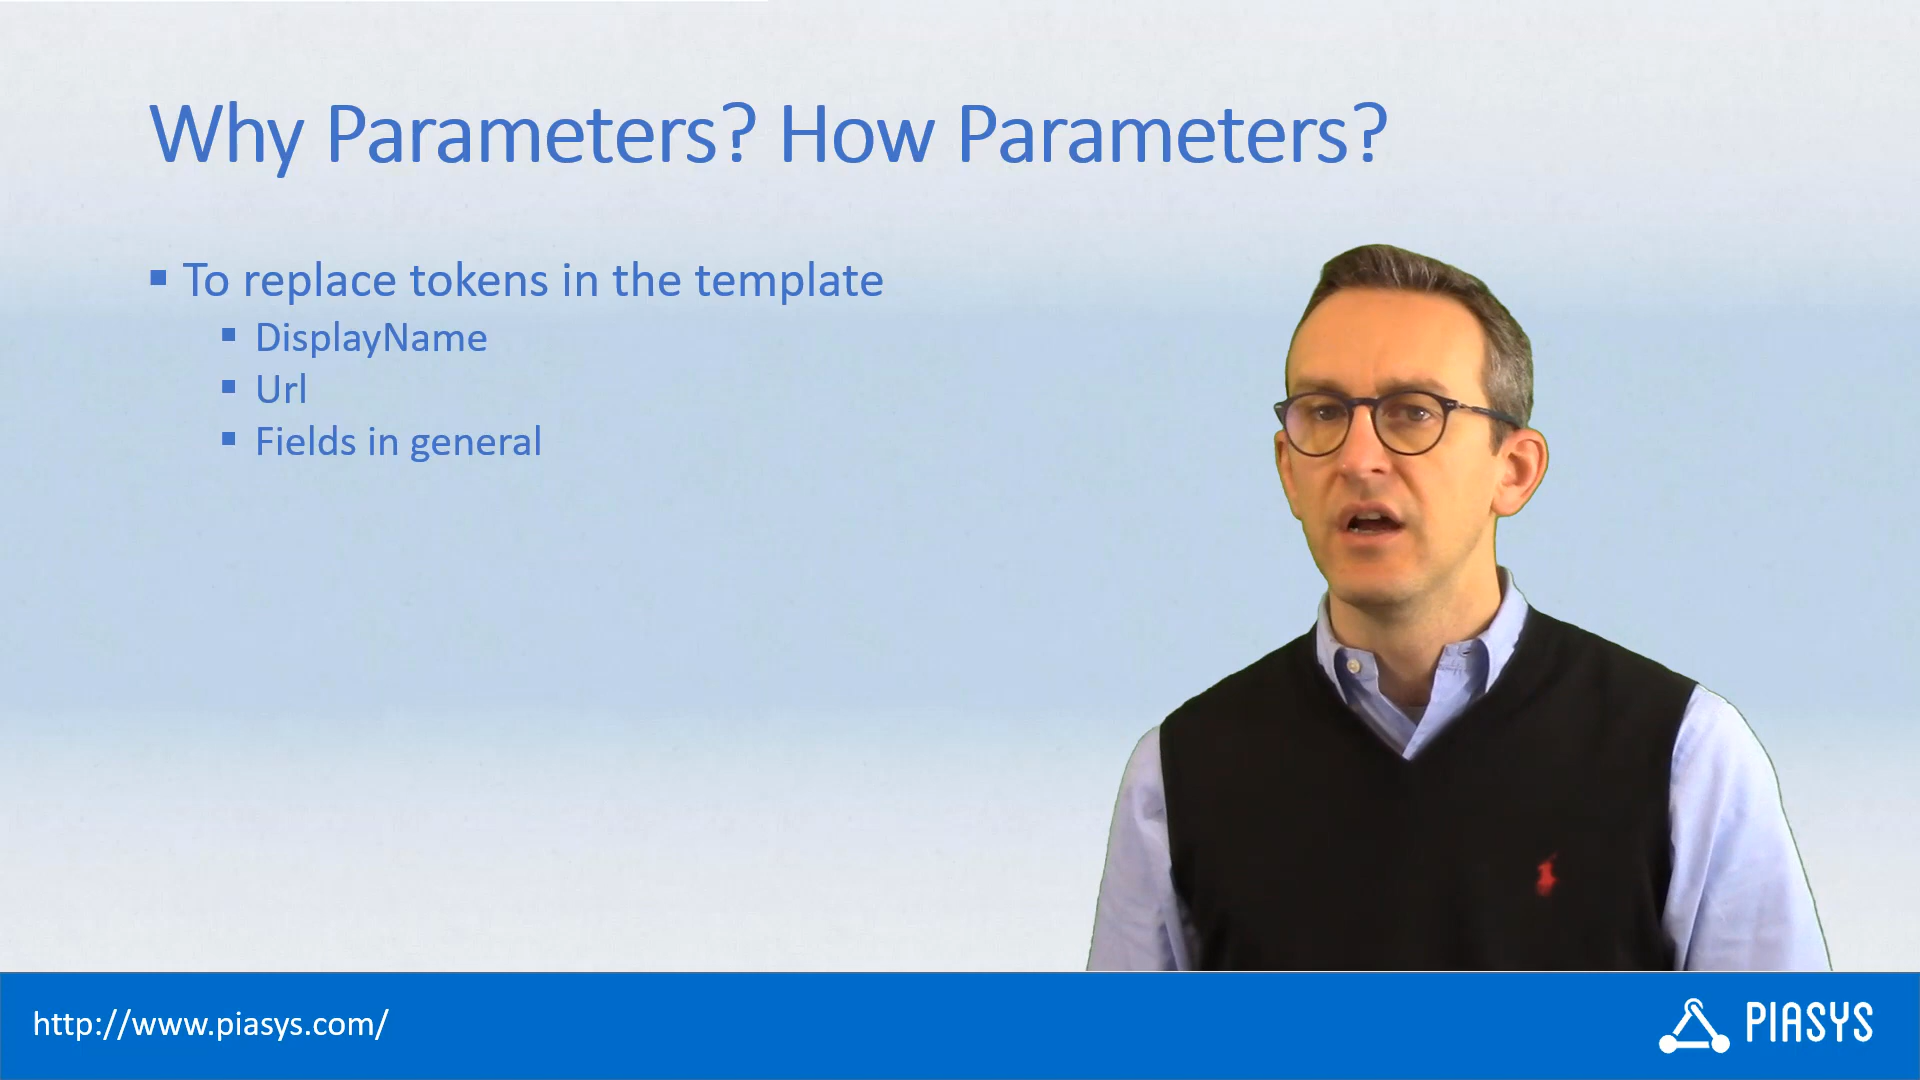 Why Parameters? How Parameters?
To replace tokens in the template
DisplayName
Url
Fields in general
http://www.piasys.com/
PIASYS